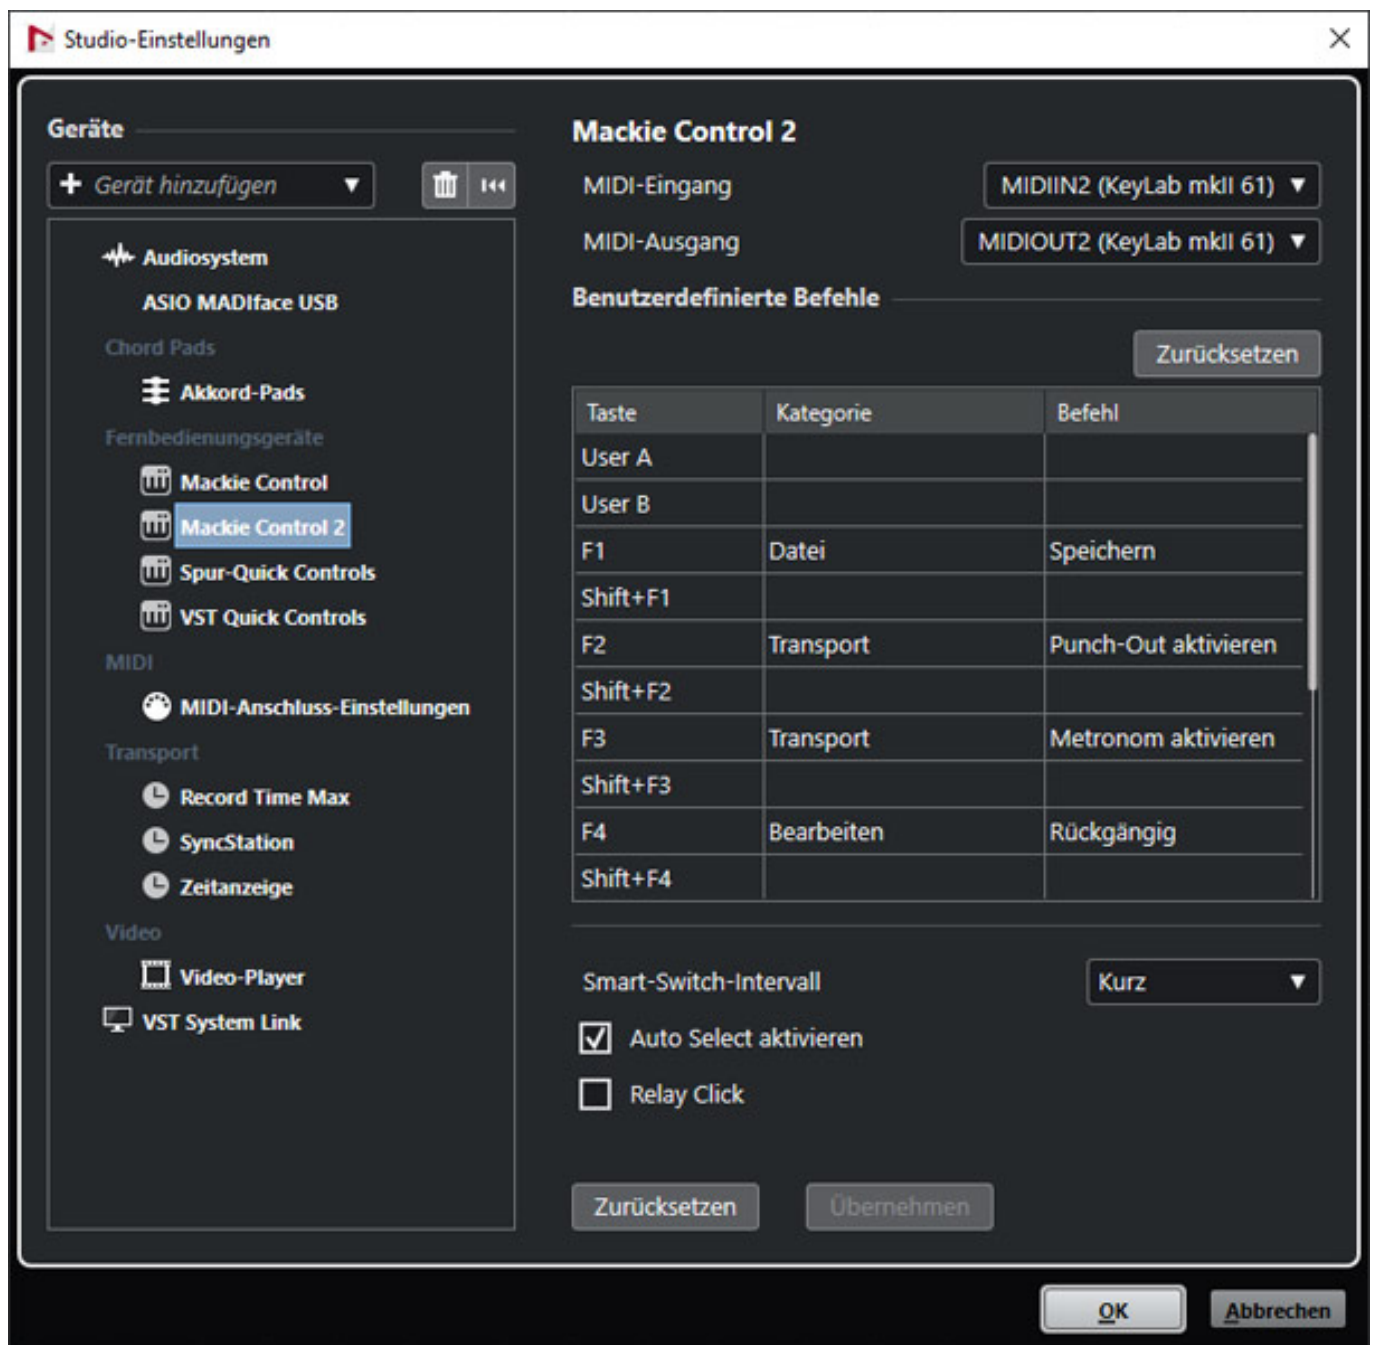 Studio-Einstellungen
Geräte
Gerät hinzufügen
Audiosystem
ASIO MADIface USB
Chord Pads
Akkord-Pads
Fernbedienungsgeräte
Mackie Control
Mackie Control 2
Spur-Quick Controls
VST Quick Controls
MIDI
MIDI-Anschluss-Einstellungen
Transport
Record Time Max
SyncStation
Zeitanzeige
Video
Video-Player
VST System Link
Mackie Control 2
MIDI-Eingang MIDIIN2 (KeyLab mkII 61)
MIDI-Ausgang MIDIOUT2 (KeyLab mkII 61)
Benutzerdefinierte Befehle
Zurücksetzen
Taste Kategorie Befehl
User A
User B
F1 Datei Speichern
Shift+F1
F2 Transport Punch-Out aktivieren
Shift+F2
F3 Transport Metronom aktivieren
Shift+F3
F4 Bearbeiten Rückgängig
Shift+F4
Smart-Switch-Intervall Kurz
Auto Select aktivieren
Relay Click
Zurücksetzen Übernehmen
OK Abbrechen